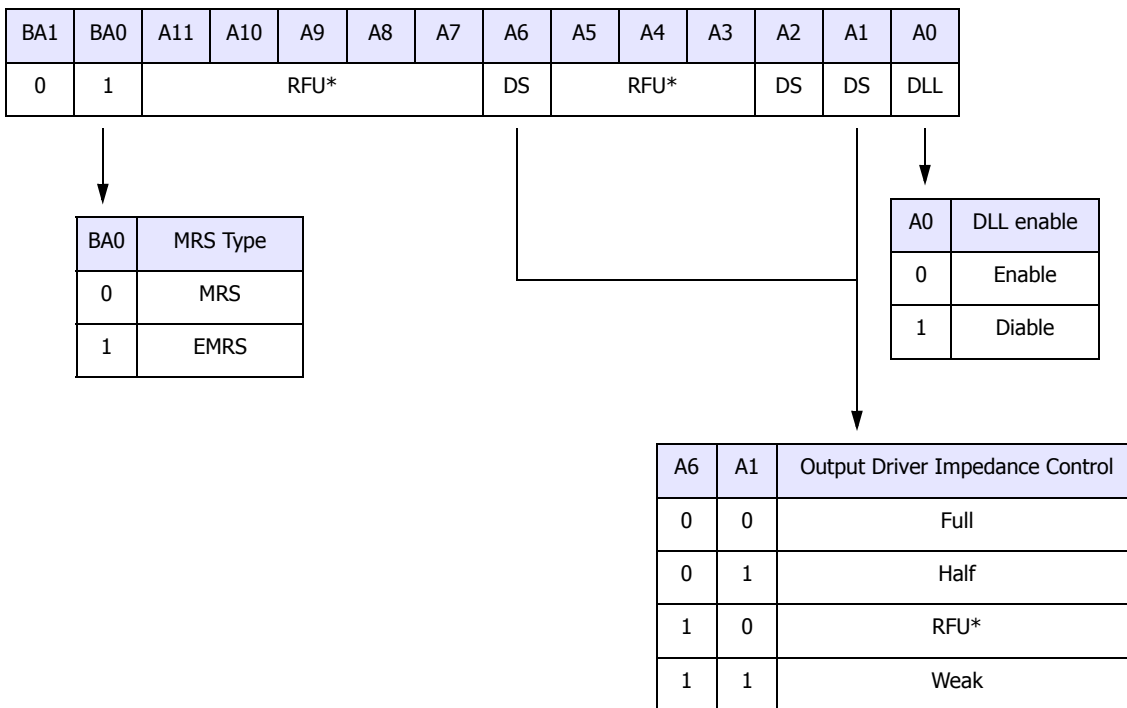 BA1 BA0 A11 A10 A9 A8 A7 A6 A5 A4 A3 A2 A1 A0
0 1 RFU* DS RFU* DS DS DLL
BA0 MRS Type
0 MRS
1 EMRS
A0 DLL enable
0 Enable
1 Diable
A6 A1 Output Driver Impedance Control
0 0 Full
0 1 Half
1 0 RFU*
1 1 Weak